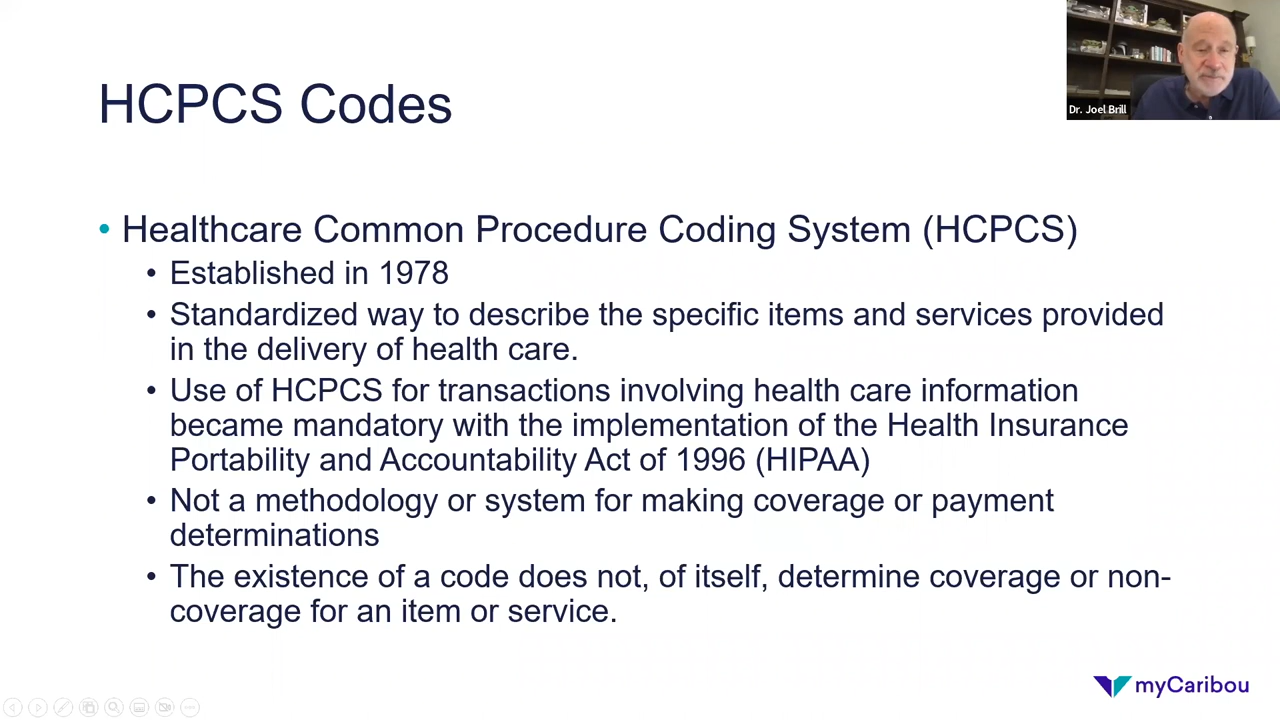 HCPCS Codes
Dr. Joel Brill
• Healthcare Common Procedure Coding System (HCPCS)
• Established in 1978
• Standardized way to describe the specific items and services provided
in the delivery of health care.
• Use of HCPCS for transactions involving health care information
became mandatory with the implementation of the Health Insurance
Portability and Accountability Act of 1996 (HIPAA)
• Not a methodology or system for making coverage or payment
determinations
• The existence of a code does not, of itself, determine coverage or non-
coverage for an item or service.
myCaribou